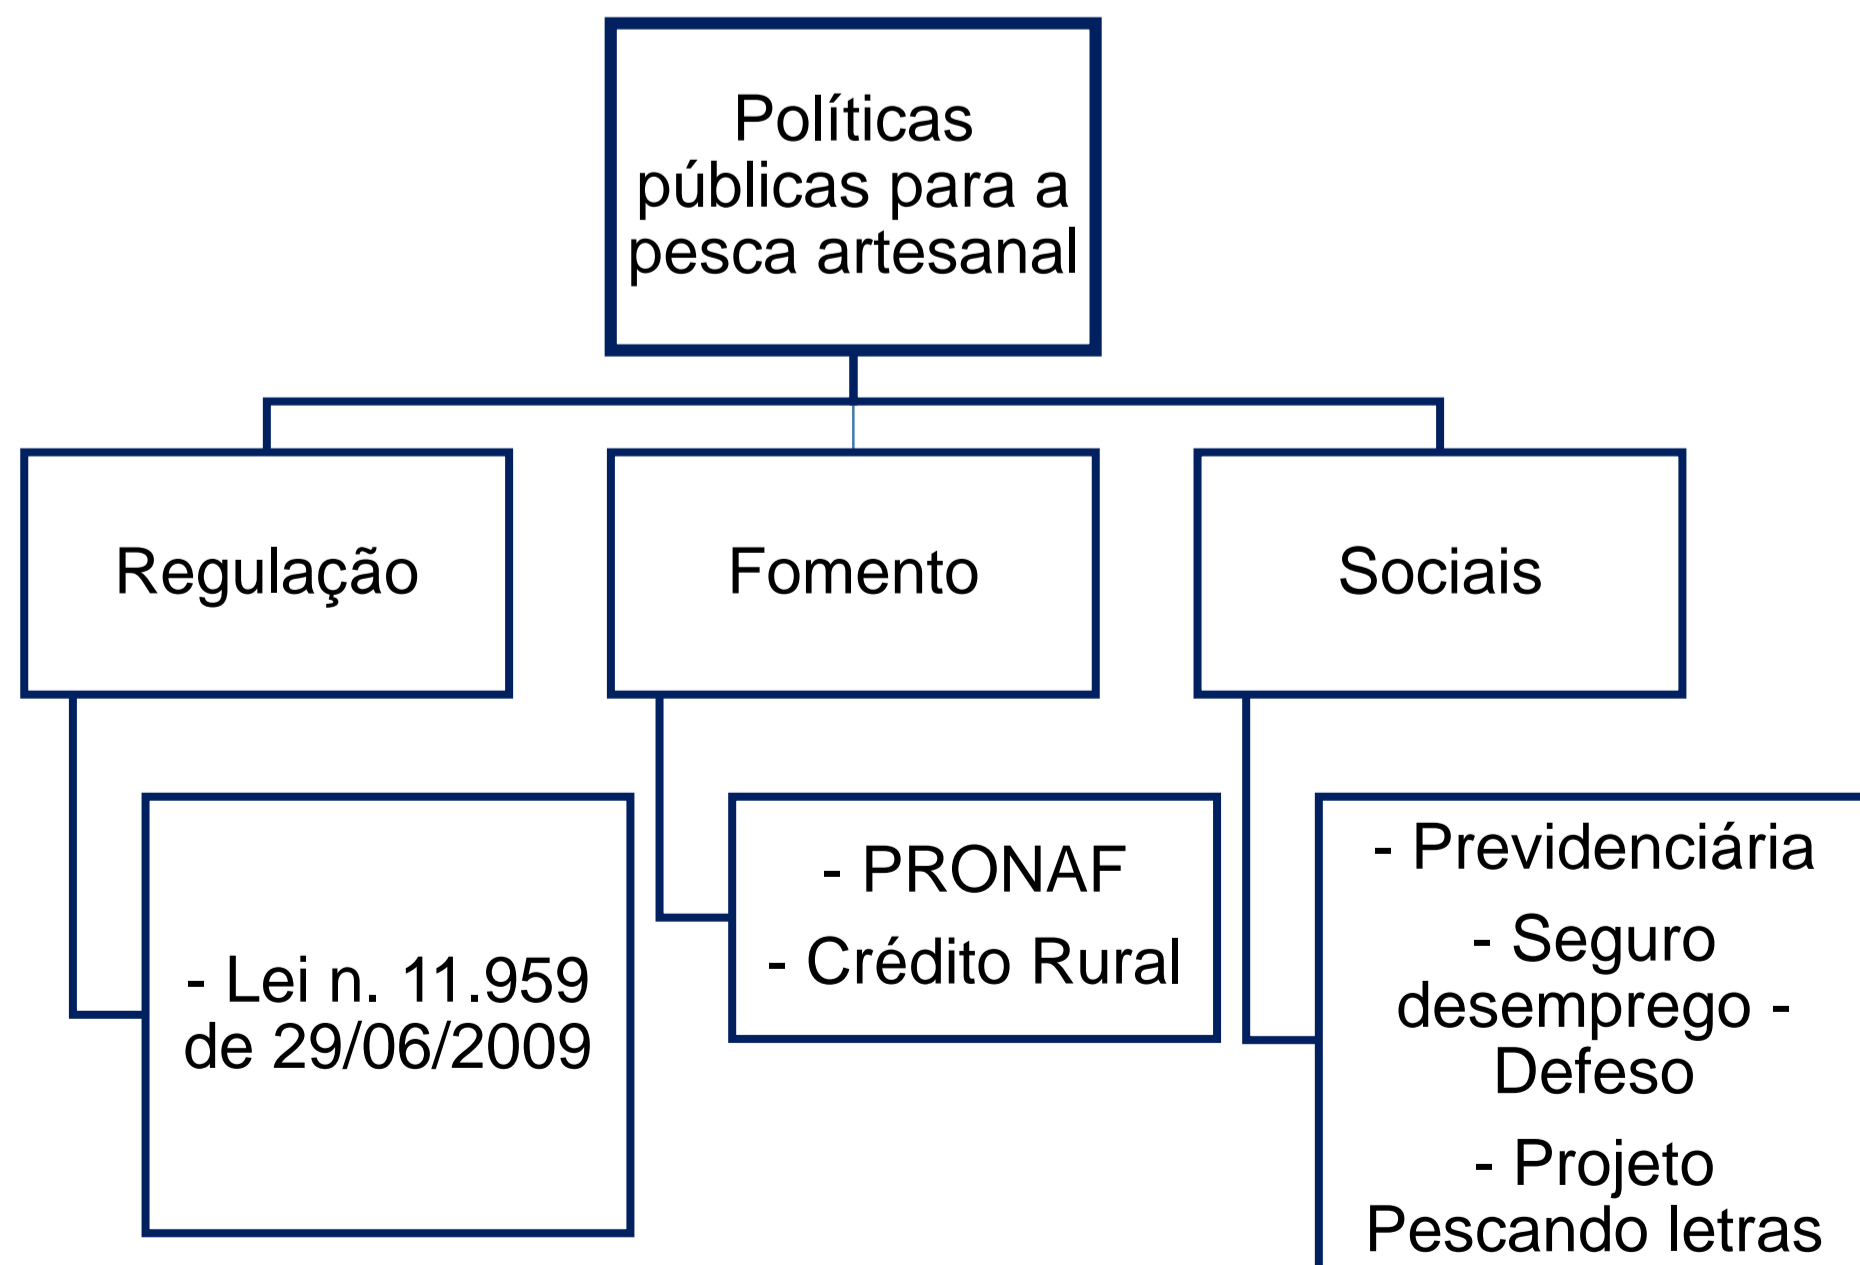 Políticas
públicas para a
pesca artesanal
Regulação
Fomento
Sociais
- Lei n. 11.959
de 29/06/2009
- PRONAF
- Crédito Rural
- Previdenciária
- Seguro
desemprego -
Defeso
- Projeto
Pescando letras